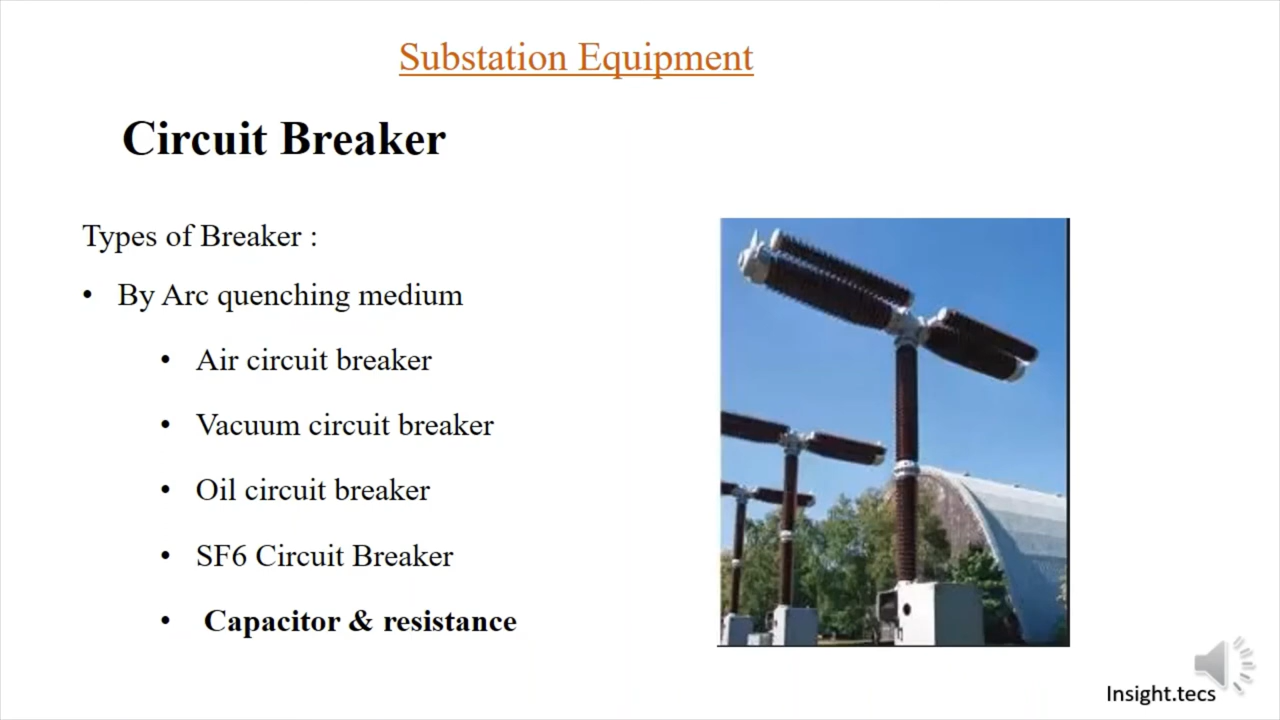 Substation Equipment
Circuit Breaker
Types of Breaker :
• By Arc quenching medium
• Air circuit breaker
• Vacuum circuit breaker
• Oil circuit breaker
• SF6 Circuit Breaker
• Capacitor & resistance
Insight.tecs